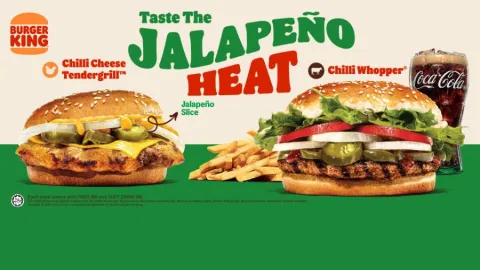 BURGER
KING
Taste The
JALAPEÑO
HEAT
Chilli Cheese
Tendergrill™
Jalapeño
Slice
Chilli Whopper®
Coca-Cola